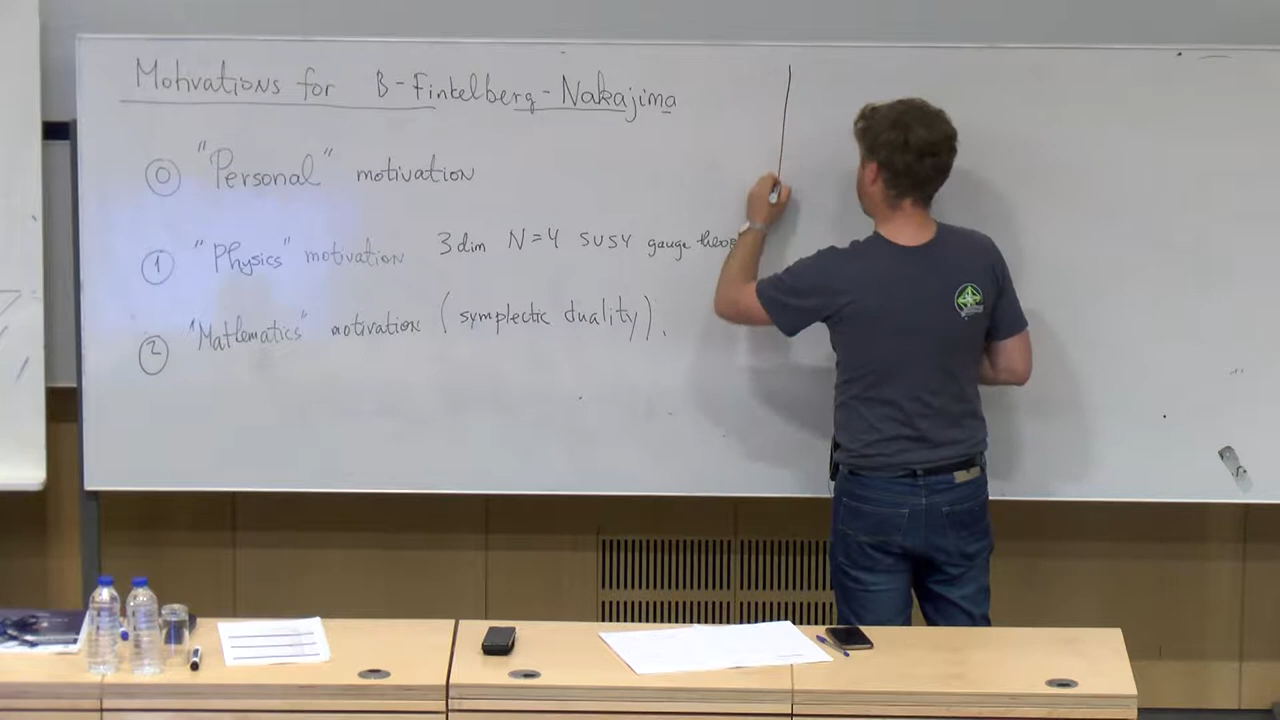 Motivations for B-Finkelberg-Nakajima
⓪ "Personal" motivation
① "Physics" motivation 3 dim N=4 SUSY gauge theo
② "Mathematics" motivation (symplectic duality).